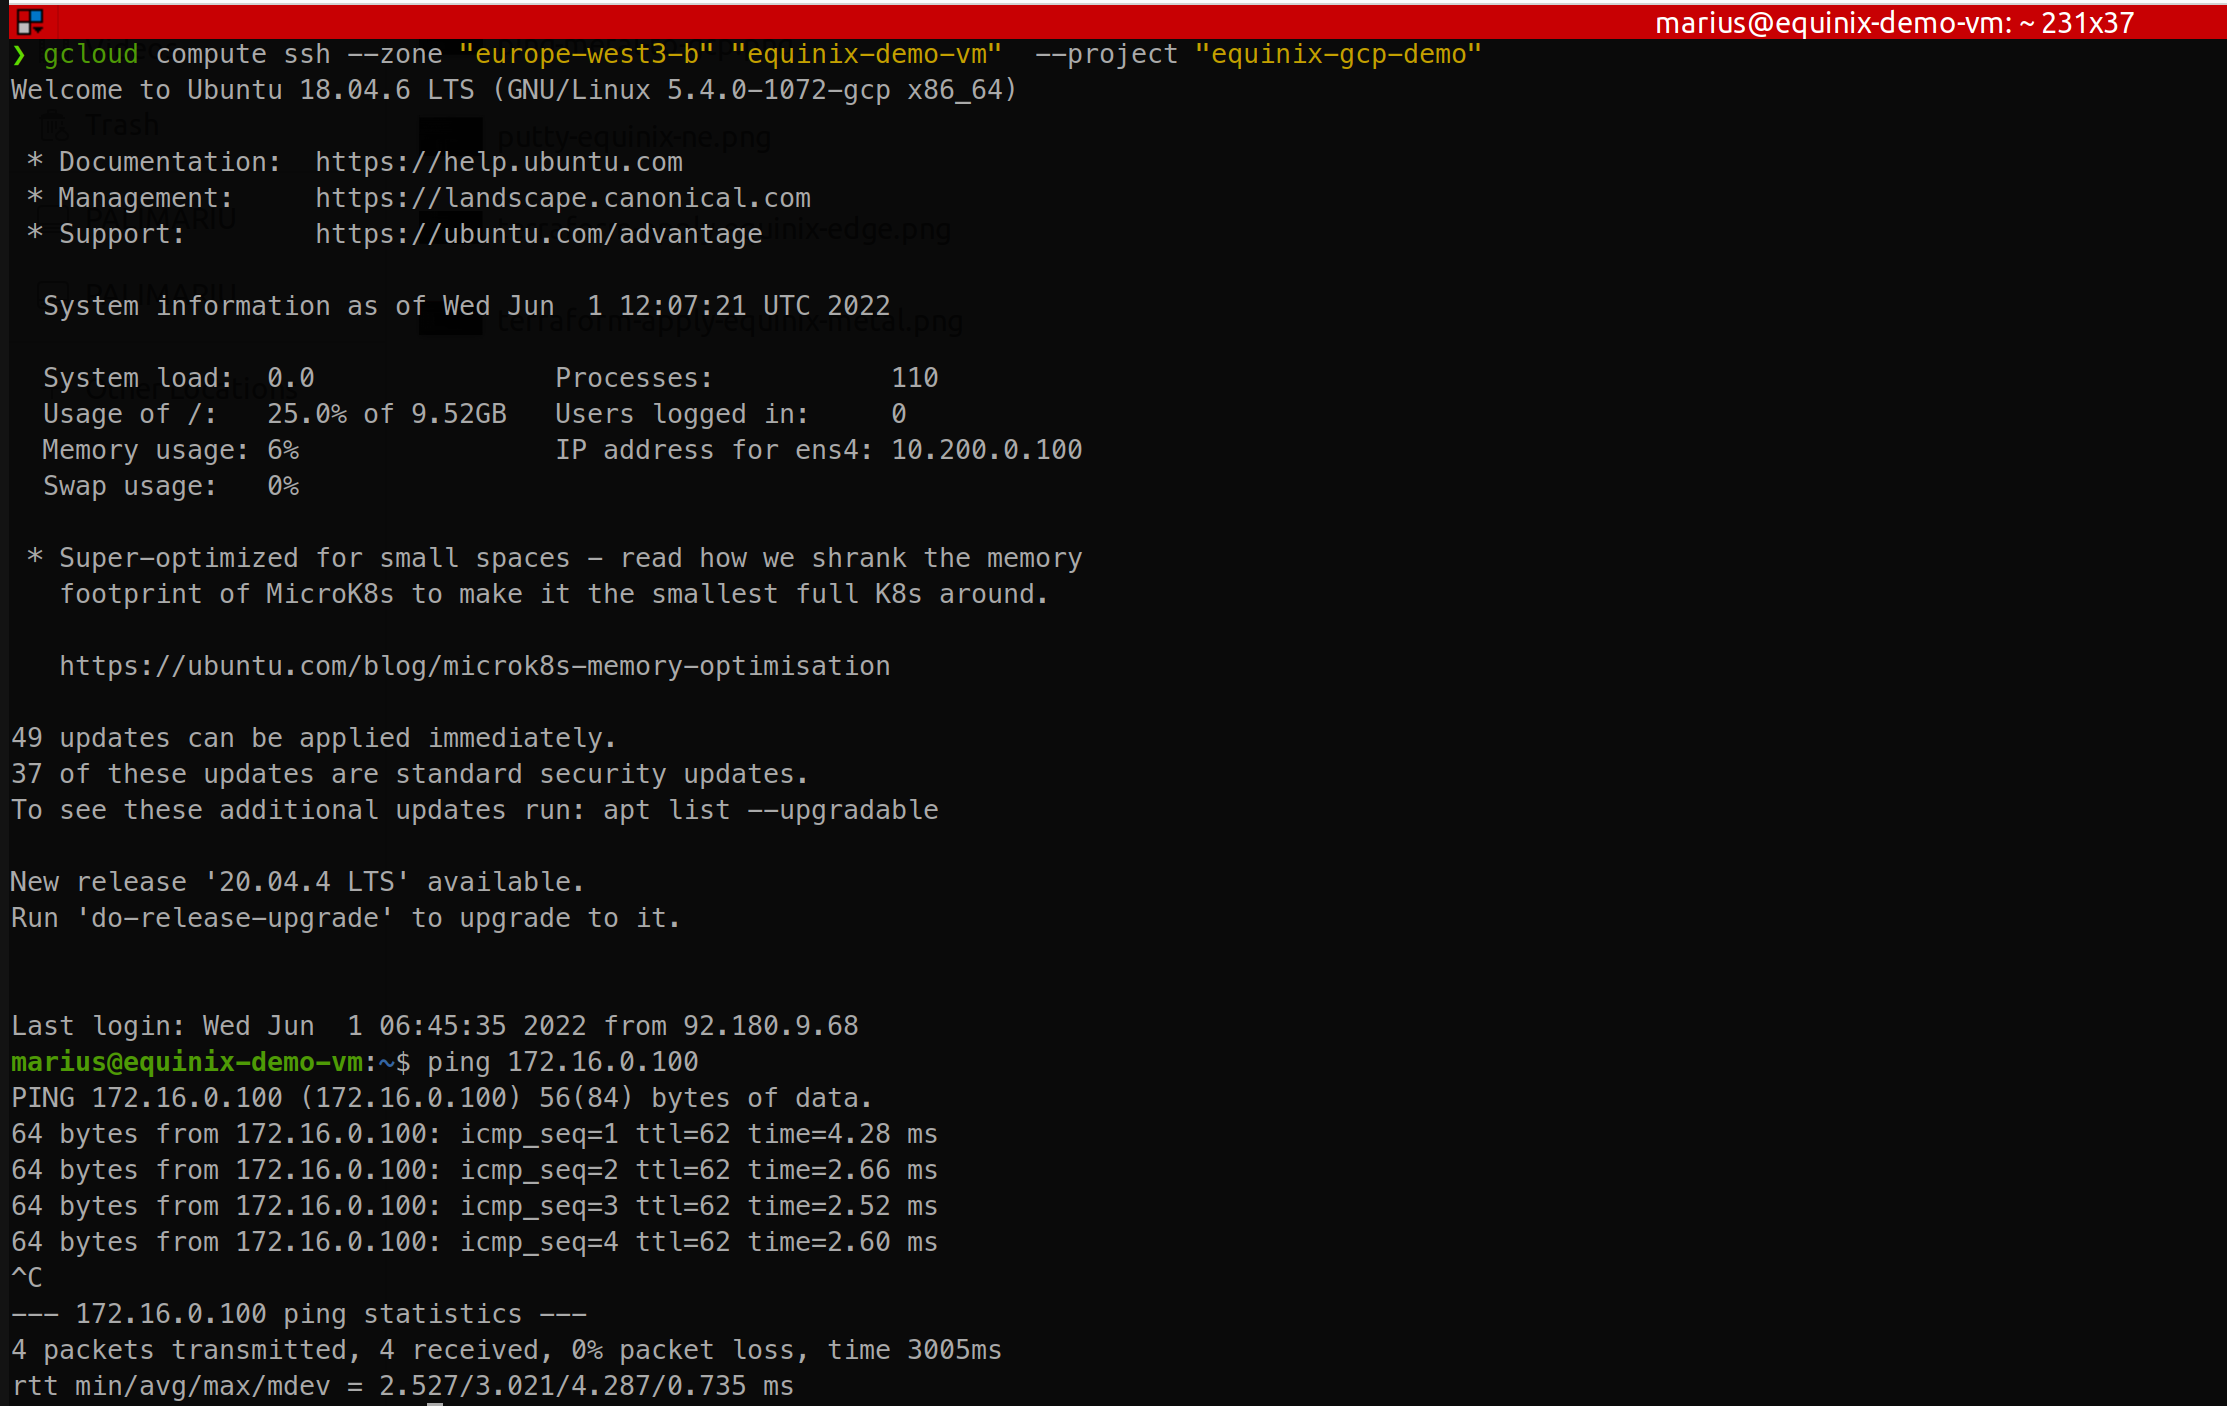 marius@equinix-demo-vm: ~ 231x37
❯ gcloud compute ssh --zone "europe-west3-b" "equinix-demo-vm"  --project "equinix-gcp-demo"
Welcome to Ubuntu 18.04.6 LTS (GNU/Linux 5.4.0-1072-gcp x86_64)
Trash
putty-equinix-ne.png
* Documentation:  https://help.ubuntu.com
* Management:     https://landscape.canonical.com
PALIMARIU
* Support:        https://ubuntu.com/advantage
PALIMARIU
System information as of Wed Jun  1 12:07:21 UTC 2022
terraform-apply-equinix-metal.png
System load:  0.0               Processes:           110
Other Locations
Usage of /:   25.0% of 9.52GB   Users logged in:     0
Memory usage: 6%                IP address for ens4: 10.200.0.100
Swap usage:   0%
* Super-optimized for small spaces - read how we shrank the memory
footprint of MicroK8s to make it the smallest full K8s around.
https://ubuntu.com/blog/microk8s-memory-optimisation
49 updates can be applied immediately.
37 of these updates are standard security updates.
To see these additional updates run: apt list --upgradable
New release '20.04.4 LTS' available.
Run 'do-release-upgrade' to upgrade to it.
Last login: Wed Jun  1 06:45:35 2022 from 92.180.9.68
marius@equinix-demo-vm:~$ ping 172.16.0.100
PING 172.16.0.100 (172.16.0.100) 56(84) bytes of data.
64 bytes from 172.16.0.100: icmp_seq=1 ttl=62 time=4.28 ms
64 bytes from 172.16.0.100: icmp_seq=2 ttl=62 time=2.66 ms
64 bytes from 172.16.0.100: icmp_seq=3 ttl=62 time=2.52 ms
64 bytes from 172.16.0.100: icmp_seq=4 ttl=62 time=2.60 ms
^C
--- 172.16.0.100 ping statistics ---
4 packets transmitted, 4 received, 0% packet loss, time 3005ms
rtt min/avg/max/mdev = 2.527/3.021/4.287/0.735 ms